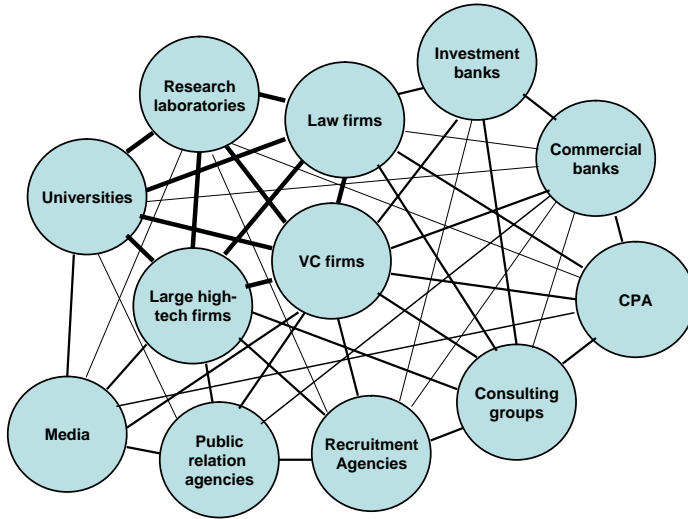 Investment
banks
Research
laboratories
Law firms
Commercial
banks
Universities
VC firms
Large high-
tech firms
CPA
Consulting
groups
Media
Public
relation
agencies
Recruitment
Agencies